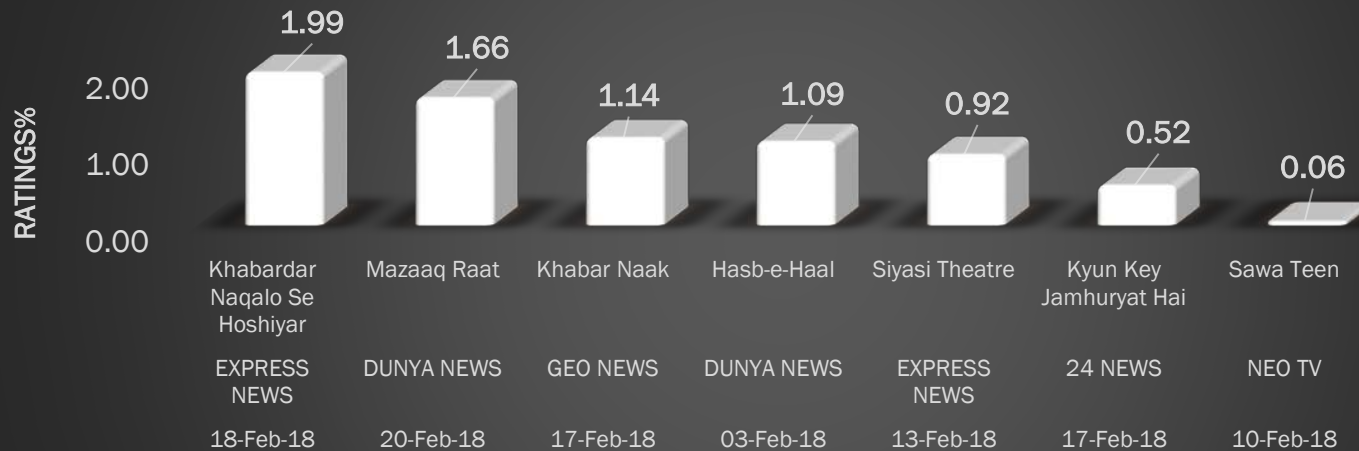 1.99
1.66
1.14
1.09
0.92
0.52
0.06
RATINGS%
2.00
1.00
0.00
Khabardar
Naqalo Se
Hoshiyar
Mazaaq Raat
Khabar Naak
Hasb-e-Haal
Siyasi Theatre
Kyun Key
Jamhuryat Hai
Sawa Teen
EXPRESS
NEWS
DUNYA NEWS
GEO NEWS
DUNYA NEWS
EXPRESS
NEWS
24 NEWS
NEO TV
18-Feb-18
20-Feb-18
17-Feb-18
03-Feb-18
13-Feb-18
17-Feb-18
10-Feb-18